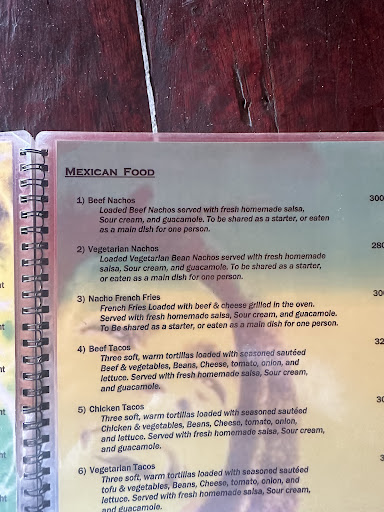 MEXICAN FOOD
1) Beef Nachos 300
Loaded Beef Nachos served with fresh homemade salsa,
Sour cream, and guacamole. To be shared as a starter, or eaten
as a main dish for one person.
2) Vegetarian Nachos 280
Loaded Vegetarian Bean Nachos served with fresh homemade
salsa, Sour cream, and guacamole. To be shared as a starter,
or eaten as a main dish for one person.
3) Nacho French Fries
French Fries Loaded with beef & cheese grilled in the oven.
Served with fresh homemade salsa, Sour cream, and guacamole.
To Be shared as a starter, or eaten as a main dish for one person.
4) Beef Tacos
Three soft, warm tortillas loaded with seasoned sautéed
Beef & vegetables, Beans, Cheese, tomato, onion, and
lettuce. Served with fresh homemade salsa, Sour cream,
and guacamole.
5) Chicken Tacos
Three soft, warm tortillas loaded with seasoned sautéed
Chicken & vegetables, Beans, Cheese, tomato, onion,
and lettuce. Served with fresh homemade salsa, Sour cream,
and guacamole.
6) Vegetarian Tacos
Three soft, warm tortillas loaded with seasoned sautéed
tofu & vegetables, Beans, Cheese, tomato, onion, and
lettuce. Served with fresh homemade salsa, Sour cream,
and guacamole.